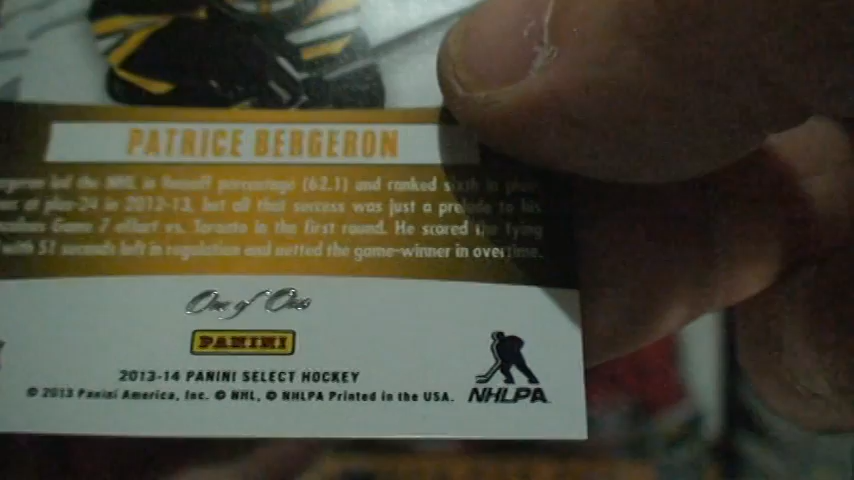 PATRICE BERGERON
led the NHL in faceoff percentage (62.1) and ranked sixth in plus-
at plus-24 in 2012-13, but all that success was just a prelude to his
Game 7 effort vs. Toronto in the first round. He scored the tying
with 51 seconds left in regulation and netted the game-winner in overtime.
One of One
PANINI
2013-14 PANINI SELECT HOCKEY
© 2013 Panini America, Inc. © NHL, © NHLPA Printed in the USA.
NHLPA